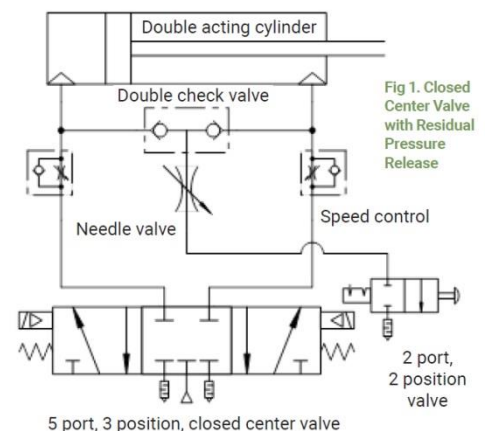 Double acting cylinder
Double check valve
Fig 1. Closed
Center Valve
with Residual
Pressure
Release
Needle valve
Speed control
2 port,
2 position
valve
5 port, 3 position, closed center valve